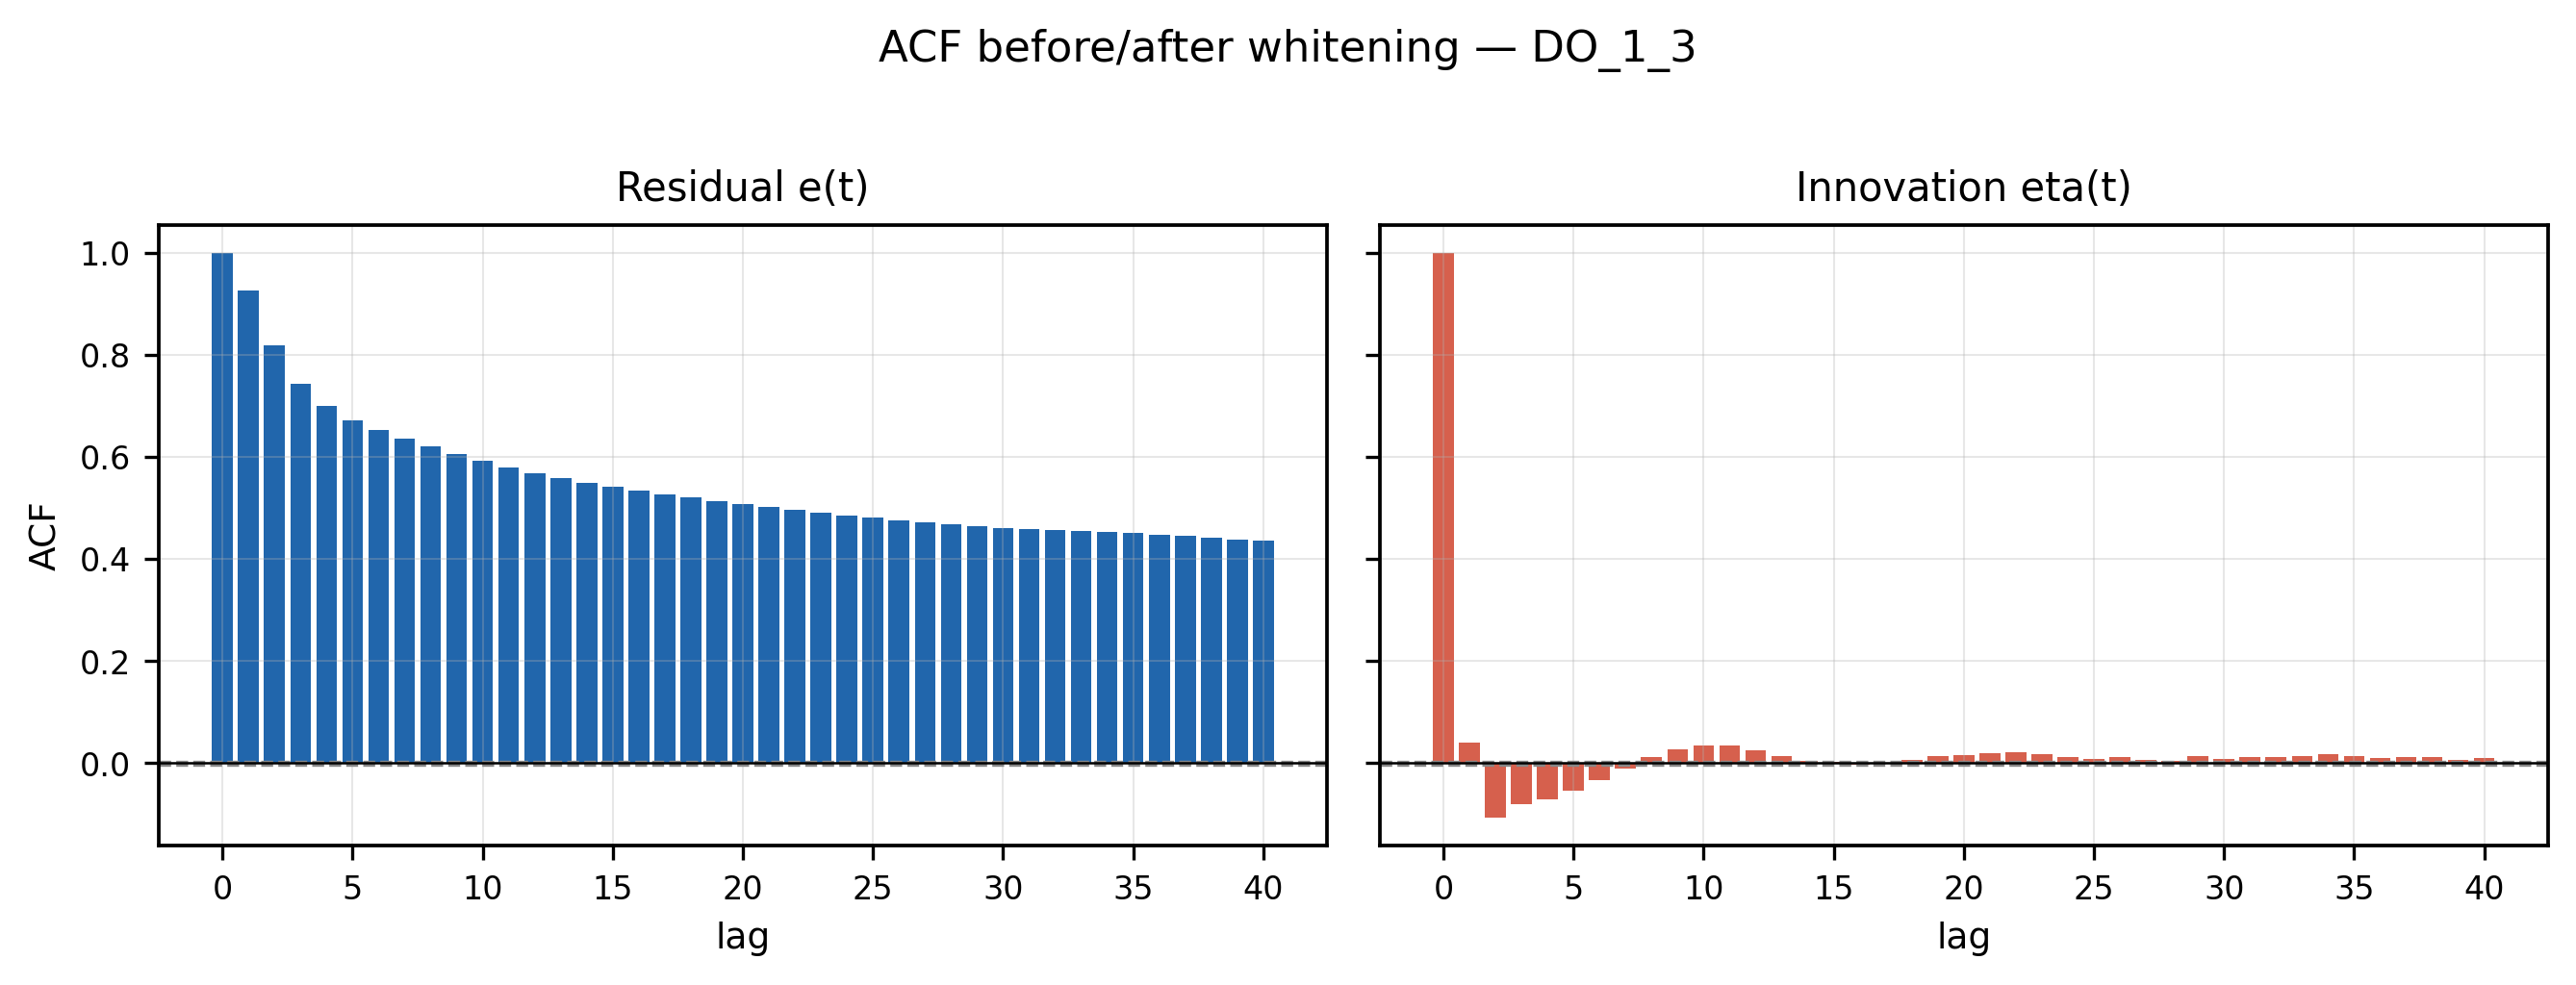 ACF before/after whitening — DO_1_3
Residual e(t)
Innovation eta(t)
ACF
1.0
0.8
0.6
0.4
0.2
0.0
0 5 10 15 20 25 30 35 40
0 5 10 15 20 25 30 35 40
lag
lag